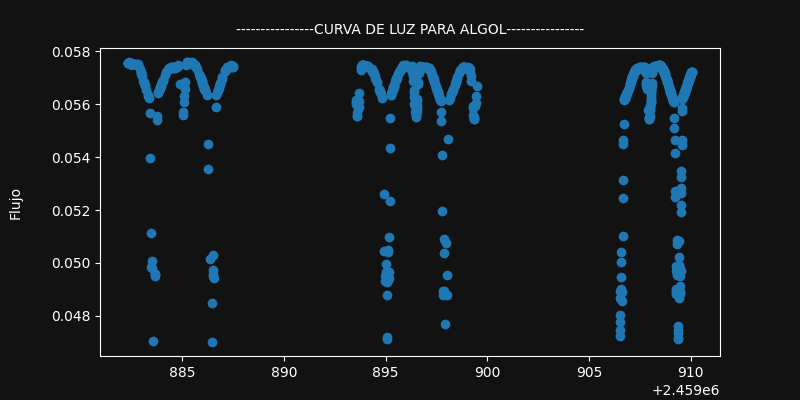 ----------------CURVA DE LUZ PARA ALGOL----------------
0.058
0.056
0.054
0.052
0.050
0.048
Flujo
885 890 895 900 905 910
+2.459e6